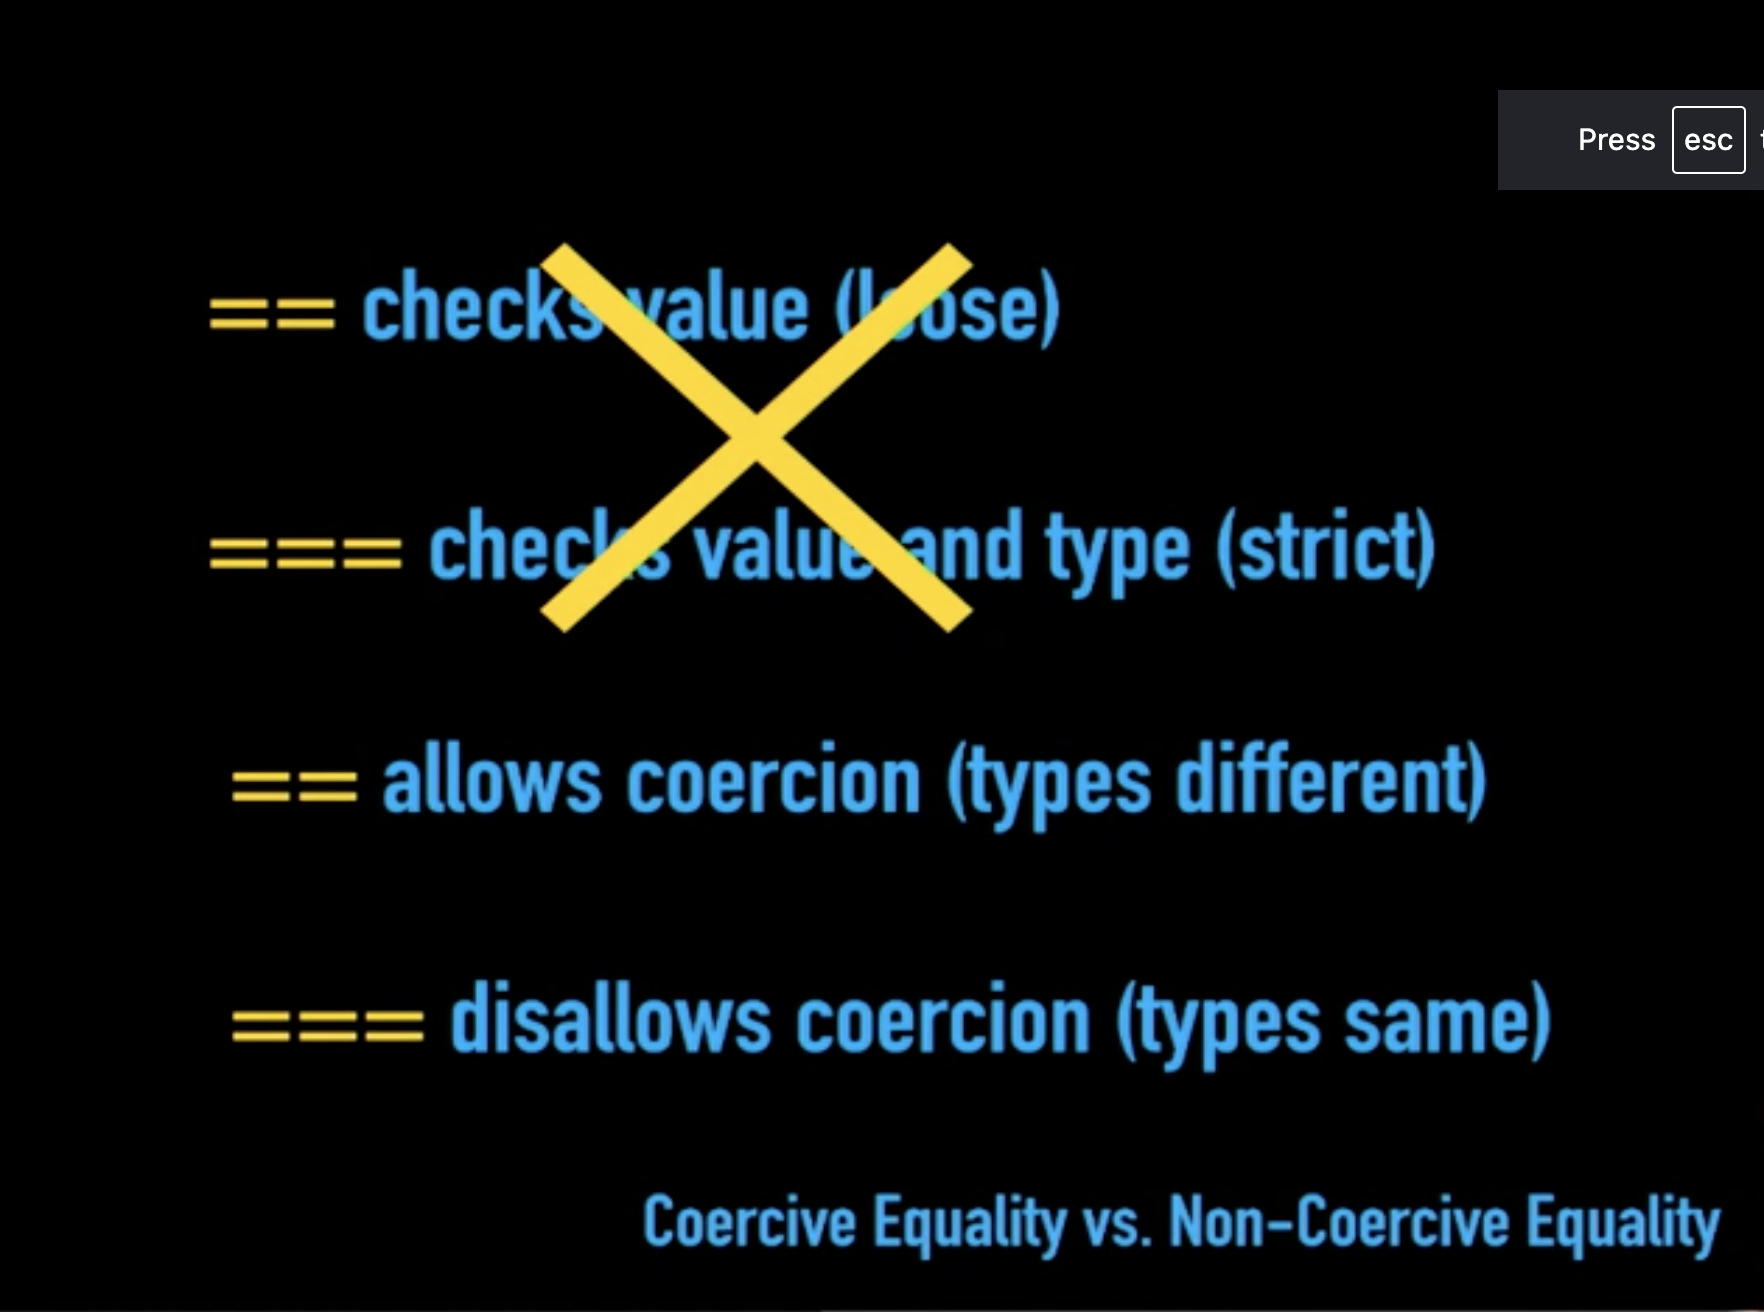 Press esc
== checks value (loose)
=== checks value and type (strict)
== allows coercion (types different)
=== disallows coercion (types same)
Coercive Equality vs. Non-Coercive Equality